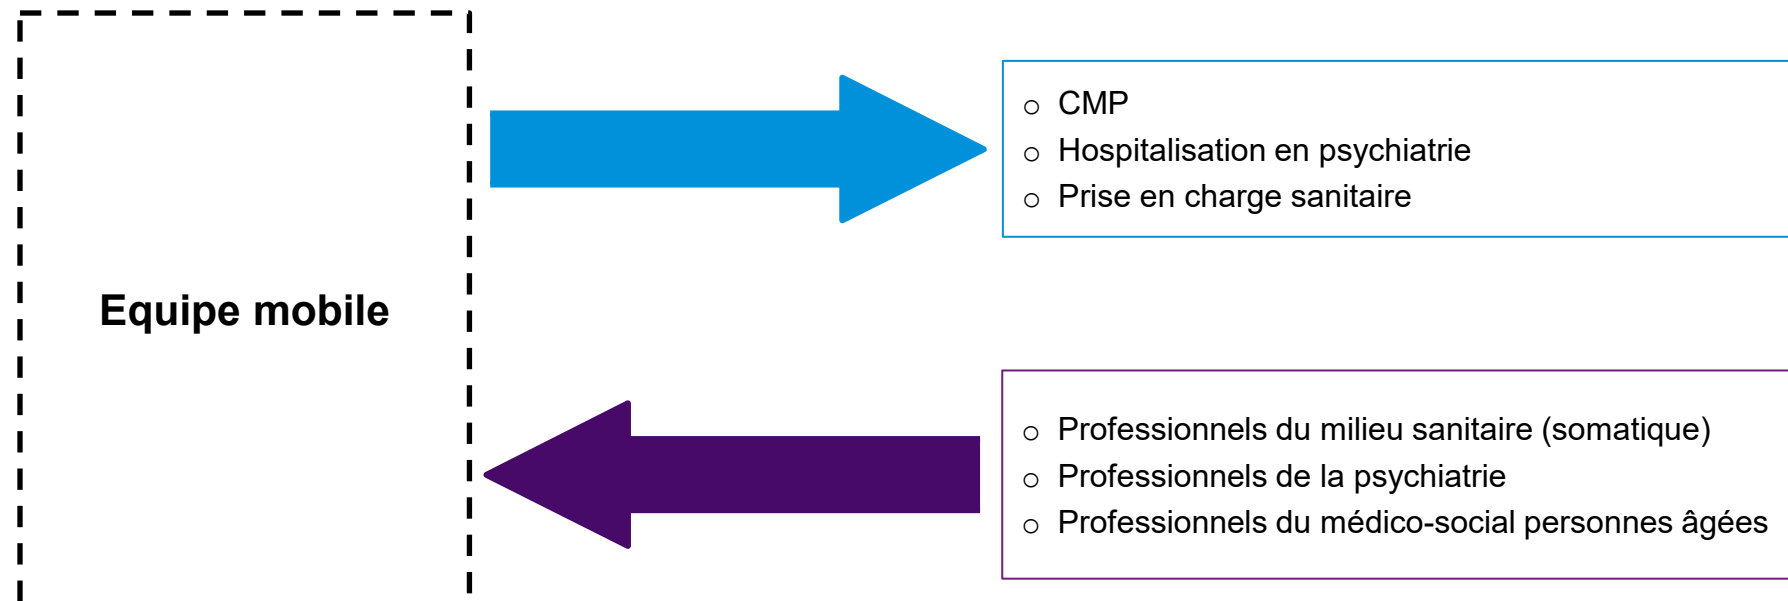 Equipe mobile
○ CMP
○ Hospitalisation en psychiatrie
○ Prise en charge sanitaire
○ Professionnels du milieu sanitaire (somatique)
○ Professionnels de la psychiatrie
○ Professionnels du médico-social personnes âgées